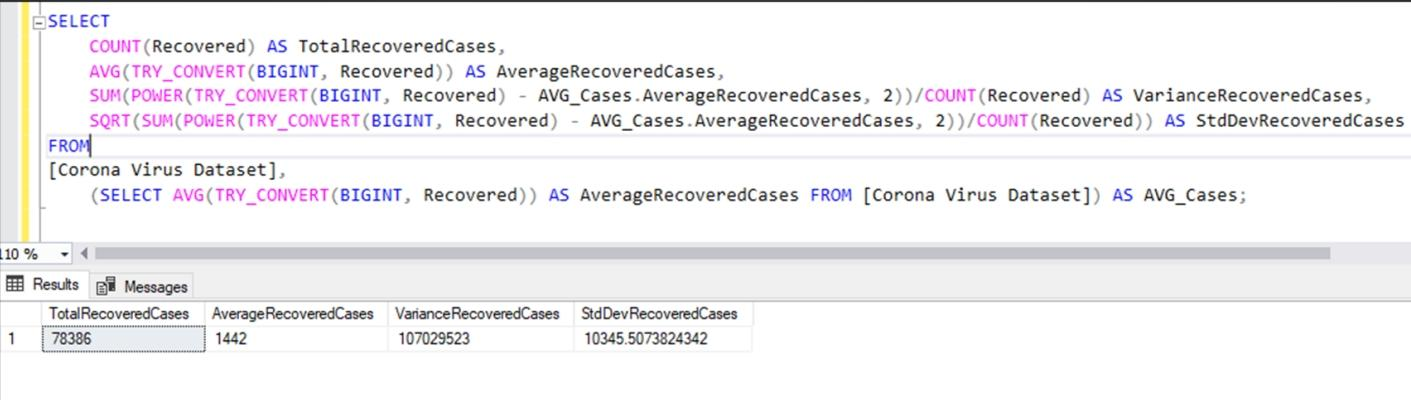 SELECT
COUNT(Recovered) AS TotalRecoveredCases,
AVG(TRY_CONVERT(BIGINT, Recovered)) AS AverageRecoveredCases,
SUM(POWER(TRY_CONVERT(BIGINT, Recovered) - AVG_Cases.AverageRecoveredCases, 2))/COUNT(Recovered) AS VarianceRecoveredCases,
SQRT(SUM(POWER(TRY_CONVERT(BIGINT, Recovered) - AVG_Cases.AverageRecoveredCases, 2))/COUNT(Recovered)) AS StdDevRecoveredCases
FROM
[Corona Virus Dataset],
(SELECT AVG(TRY_CONVERT(BIGINT, Recovered)) AS AverageRecoveredCases FROM [Corona Virus Dataset]) AS AVG_Cases;
110 %
Results Messages
TotalRecoveredCases AverageRecoveredCases VarianceRecoveredCases StdDevRecoveredCases
1 78386 1442 107029523 10345.5073824342